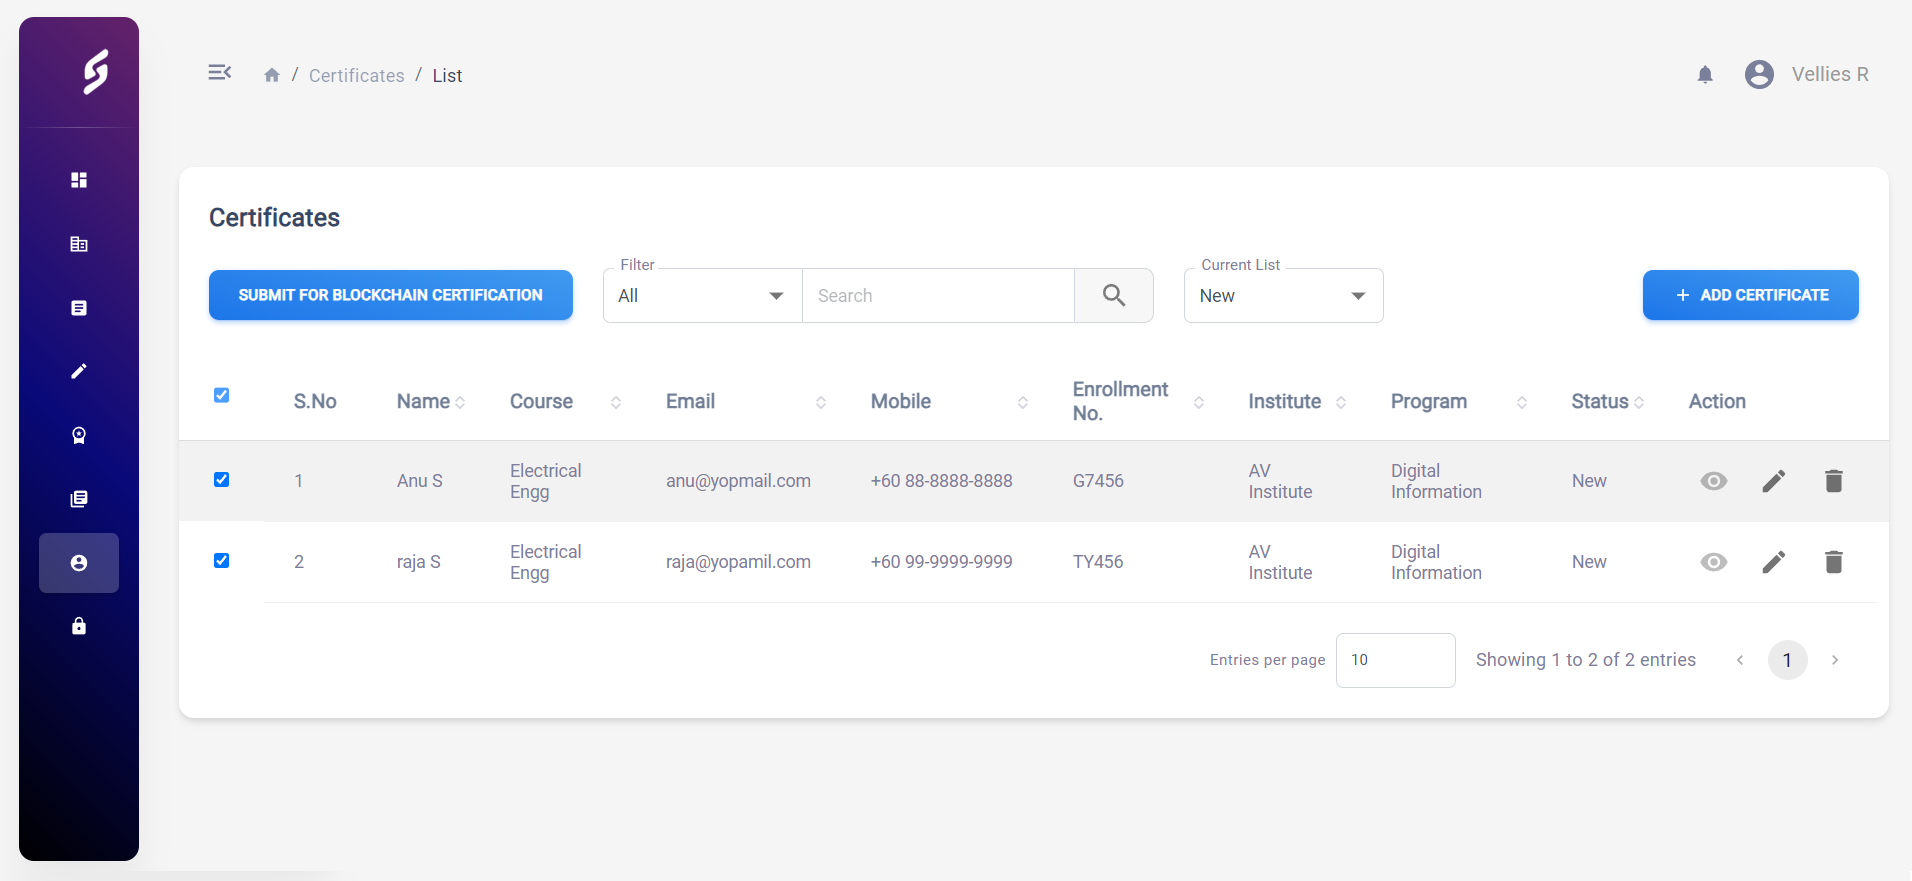 / Certificates / List
Vellies R
Certificates
SUBMIT FOR BLOCKCHAIN CERTIFICATION
Filter
All
Search
Current List
New
+ ADD CERTIFICATE
S.No Name Course Email Mobile Enrollment No. Institute Program Status Action
1 Anu S Electrical Engg anu@yopmail.com +60 88-8888-8888 G7456 AV Institute Digital Information New
2 raja S Electrical Engg raja@yopamil.com +60 99-9999-9999 TY456 AV Institute Digital Information New
Entries per page 10 Showing 1 to 2 of 2 entries 1